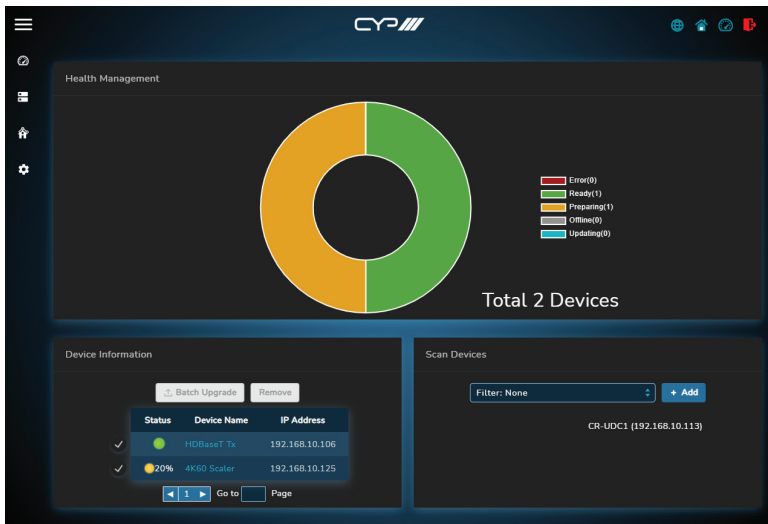 CYP
Health Management
Error(0)
Ready(1)
Preparing(1)
Offline(0)
Updating(0)
Total 2 Devices
Device Information
Batch Upgrade Remove
Status Device Name IP Address
HDBaseT Tx 192.168.10.106
20% 4K60 Scaler 192.168.10.125
1 Go to Page
Scan Devices
Filter: None + Add
CR-UDC1 (192.168.10.113)